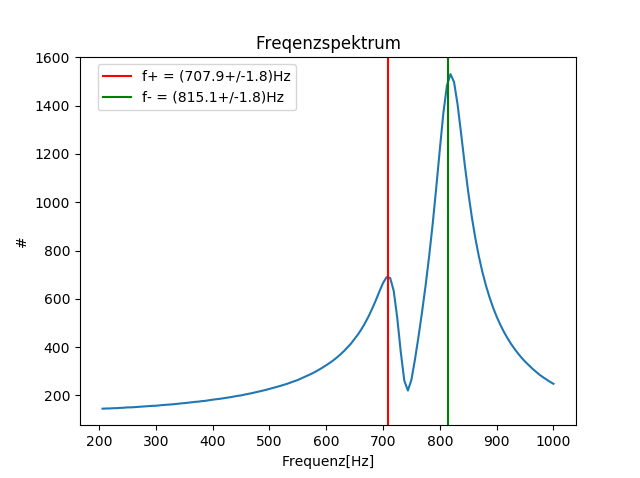 Freqenzspektrum
f+ = (707.9+/-1.8)Hz
f- = (815.1+/-1.8)Hz
1600
1400
1200
1000
800
600
400
200
#
200 300 400 500 600 700 800 900 1000
Frequenz[Hz]